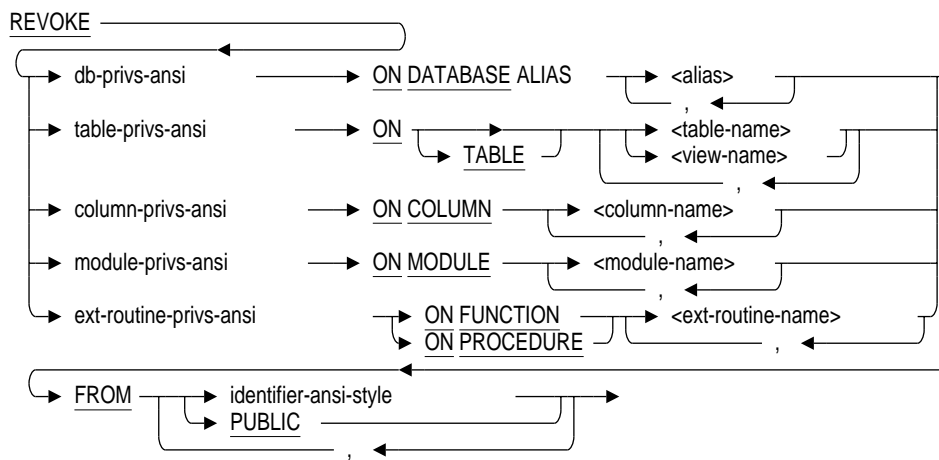 REVOKE
db-privs-ansi ON DATABASE ALIAS <alias>
,
table-privs-ansi ON <table-name>
TABLE <view-name>
,
column-privs-ansi ON COLUMN <column-name>
,
module-privs-ansi ON MODULE <module-name>
,
ext-routine-privs-ansi ON FUNCTION <ext-routine-name>
ON PROCEDURE ,
FROM identifier-ansi-style
PUBLIC
,